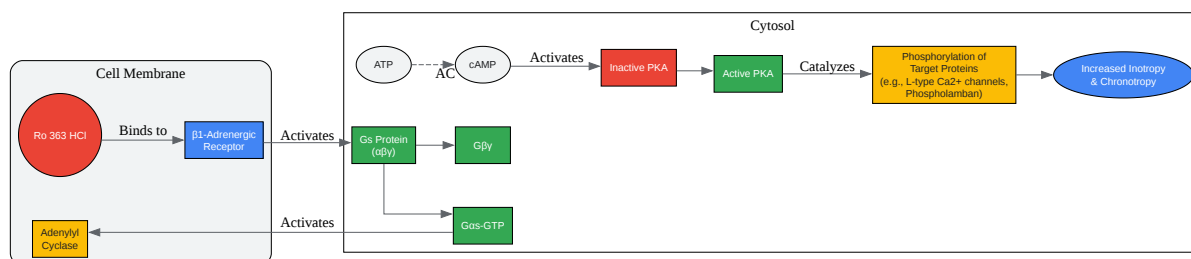 Cytosol
ATP
AC
cAMP
Activates
Inactive PKA
Active PKA
Catalyzes
Phosphorylation of
Target Proteins
(e.g., L-type Ca2+ channels,
Phospholamban)
Increased Inotropy
& Chronotropy
Cell Membrane
Ro 363 HCl
Binds to
β1-Adrenergic
Receptor
Activates
Gs Protein
(αβγ)
Gβγ
Gαs-GTP
Activates
Adenylyl
Cyclase